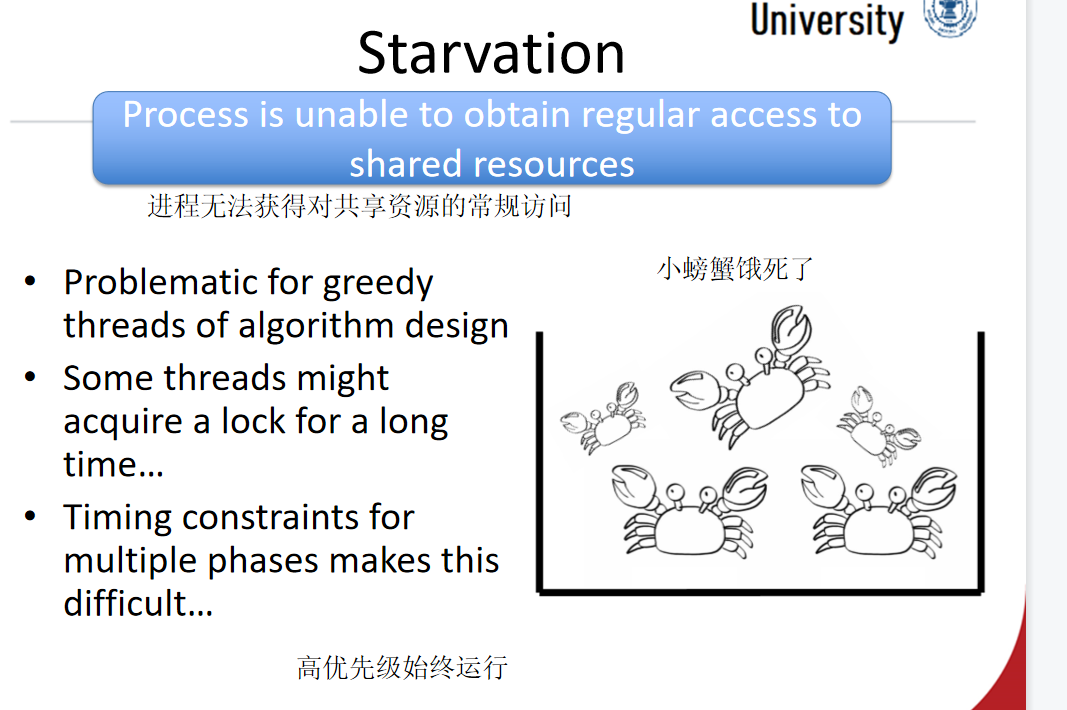 University
Starvation
Process is unable to obtain regular access to
shared resources
进程无法获得对共享资源的常规访问
• Problematic for greedy
threads of algorithm design
• Some threads might
acquire a lock for a long
time...
• Timing constraints for
multiple phases makes this
difficult...
小螃蟹饿死了
高优先级始终运行